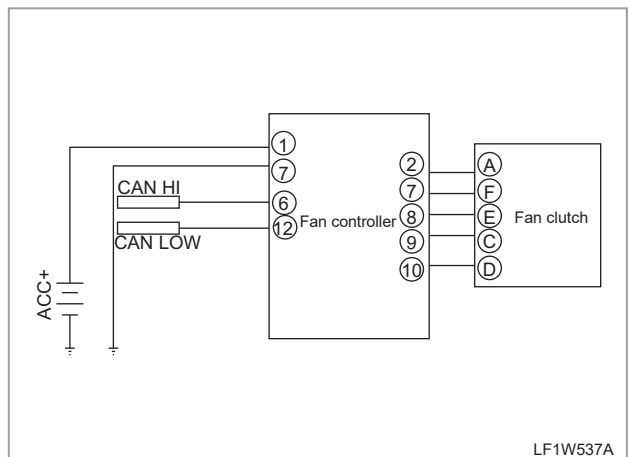 1
7
CAN HI
6
12
CAN LOW
ACC+
Fan controller
2
7
8
9
10
A
F
E
C
D
Fan clutch
LF1W537A